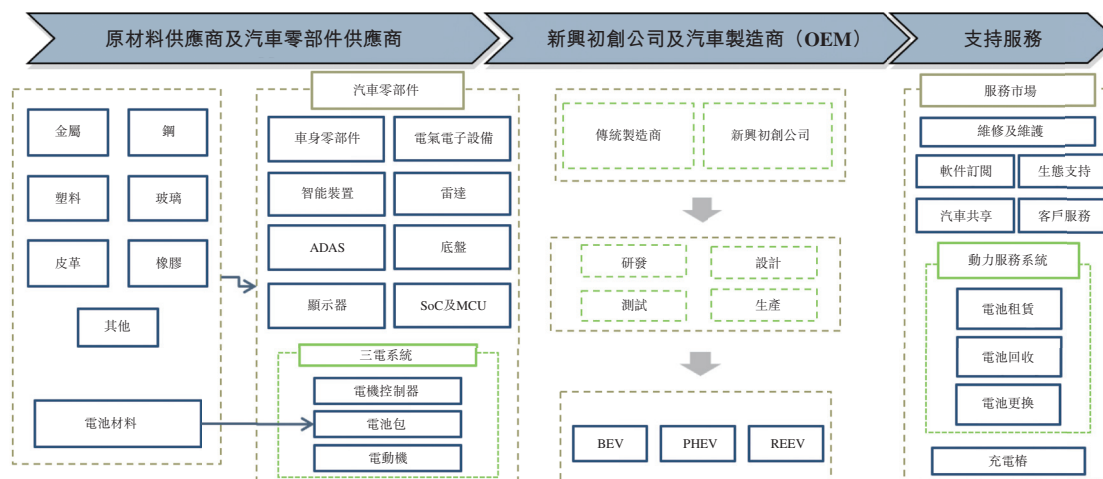 原材料供應商及汽車零部件供應商
新興初創公司及汽車製造商（OEM）
支持服務
金屬
鋼
塑料
玻璃
皮革
橡膠
其他
電池材料
汽車零部件
車身零部件
電氣電子設備
智能裝置
雷達
ADAS
底盤
顯示器
SoC及MCU
三電系統
電機控制器
電池包
電動機
傳統製造商
新興初創公司
研發
設計
測試
生產
BEV
PHEV
REEV
服務市場
維修及維護
軟件訂閱
生態支持
汽車共享
客戶服務
動力服務系統
電池租賃
電池回收
電池更換
充電樁